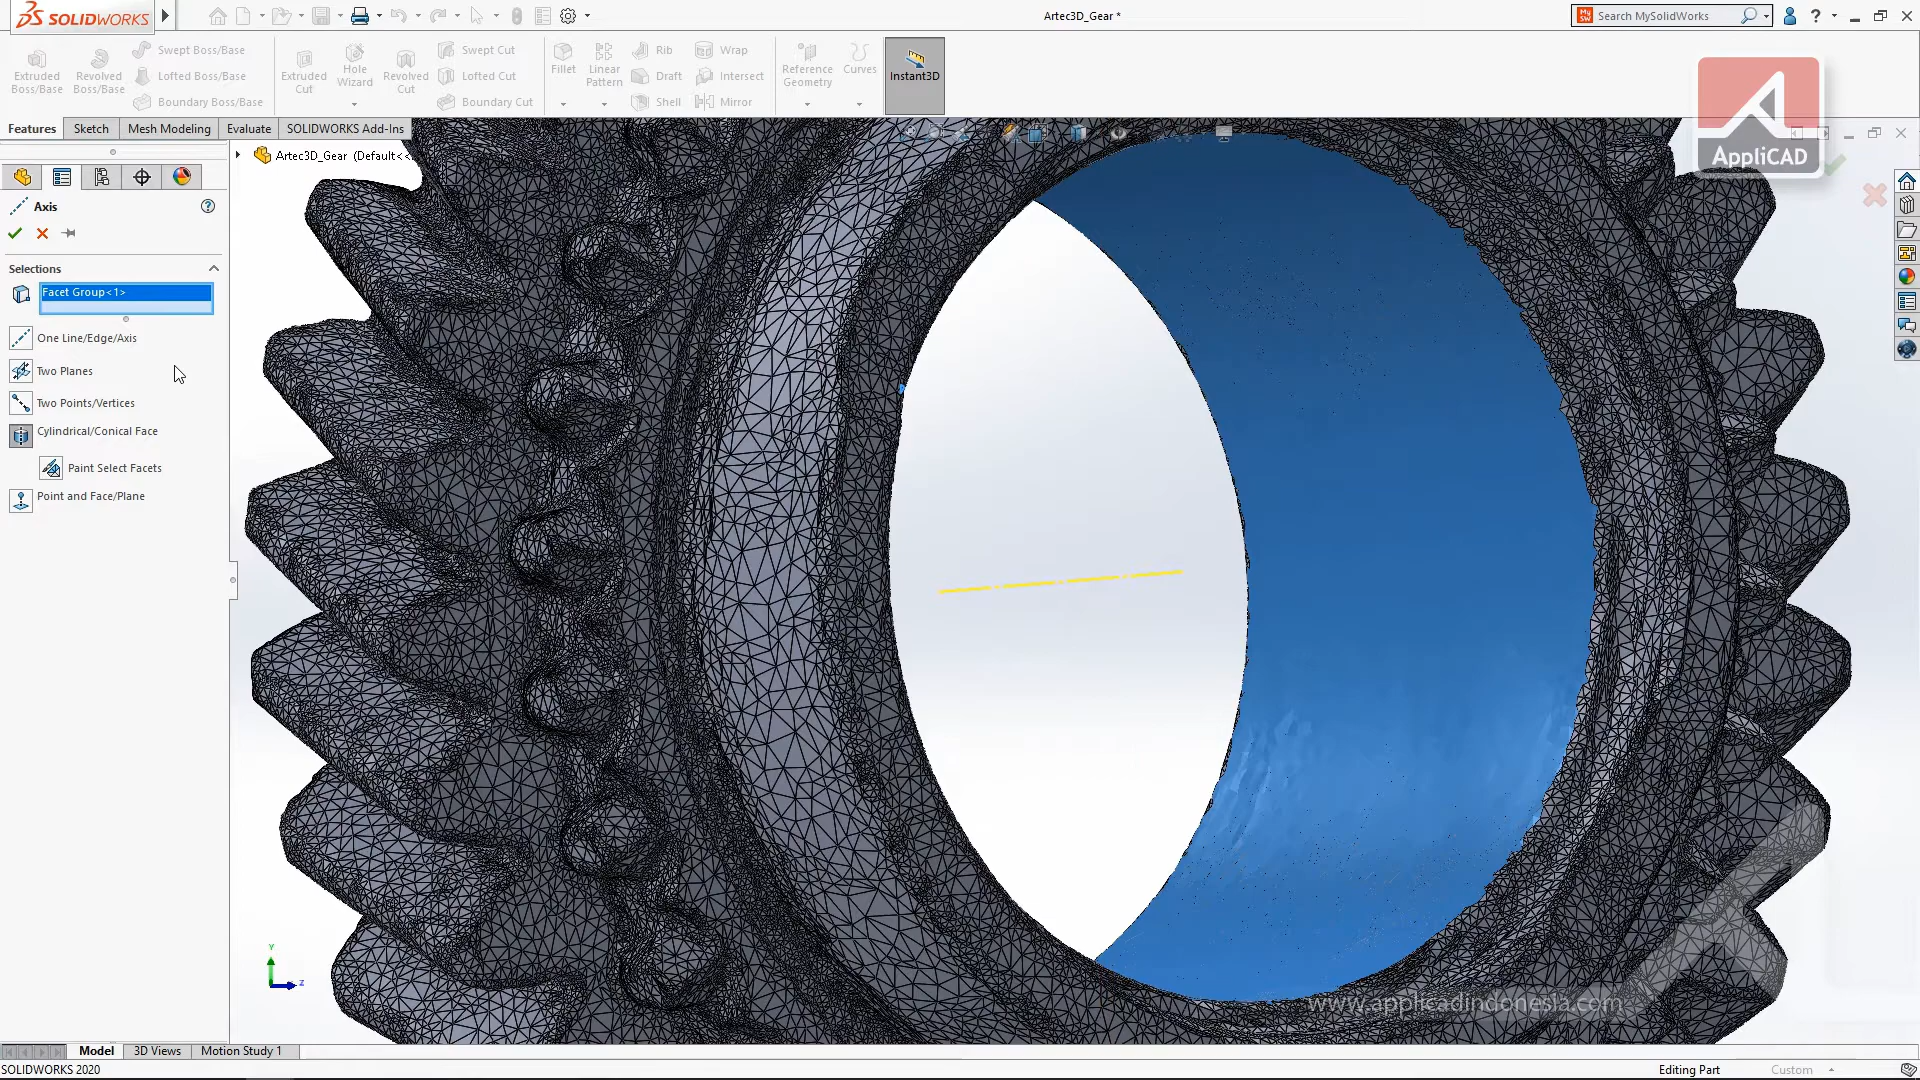 SOLIDWORKS
Artec3D_Gear *
Search MySolidWorks
Extruded Boss/Base
Revolved Boss/Base
Swept Boss/Base
Lofted Boss/Base
Boundary Boss/Base
Extruded Cut
Hole Wizard
Revolved Cut
Swept Cut
Lofted Cut
Boundary Cut
Fillet
Linear Pattern
Rib
Draft
Shell
Wrap
Intersect
Mirror
Reference Geometry
Curves
Instant3D
Features
Sketch
Mesh Modeling
Evaluate
SOLIDWORKS Add-Ins
AppliCAD
Artec3D_Gear (Default<<
Axis
Selections
Facet Group<1>
One Line/Edge/Axis
Two Planes
Two Points/Vertices
Cylindrical/Conical Face
Paint Select Facets
Point and Face/Plane
Y
Z
www.applicadindonesia.com
Model
3D Views
Motion Study 1
SOLIDWORKS 2020
Editing Part
Custom